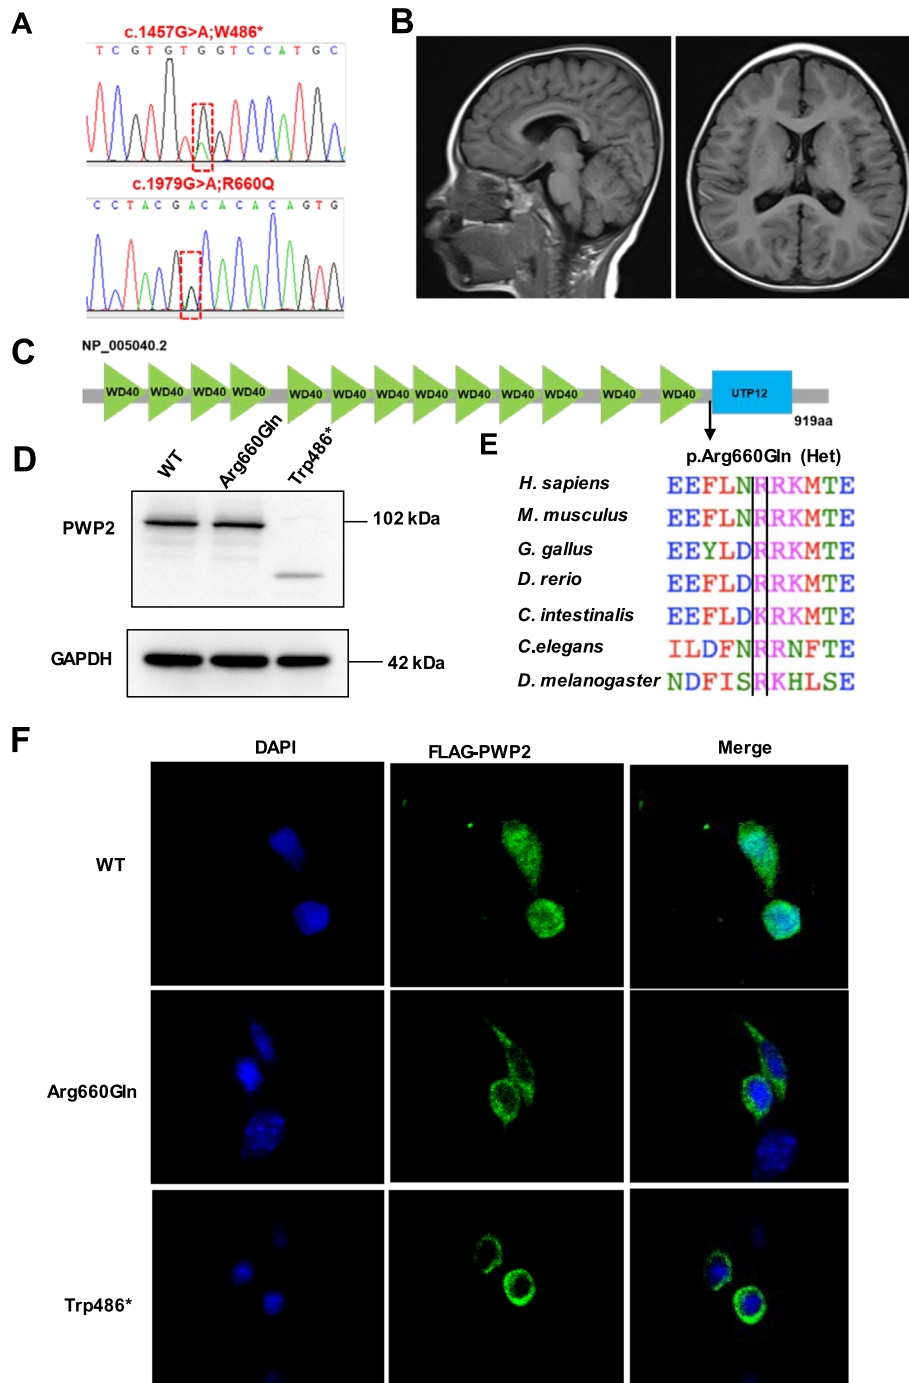 A
c.1457G>A;W486*
T C G T G T G G T C C A T G C
c.1979G>A;R660Q
C C T A C G A C A C A C A G T G
B
C
NP_005040.2
WD40 WD40 WD40 WD40 WD40 WD40 WD40 WD40 WD40 WD40 WD40 WD40 WD40 UTP12
919aa
D
WT Arg660Gln Trp486*
PWP2
102 kDa
GAPDH
42 kDa
E
p.Arg660Gln (Het)
H. sapiens EEFLNRRKMTE
M. musculus EEFLNRRKMTE
G. gallus EEYLDRRKMTE
D. rerio EEFLDRRKMTE
C. intestinalis EEFLDKRKMTE
C.elegans ILDFNRRNFTE
D. melanogaster NDFISRKHLSE
F
DAPI FLAG-PWP2 Merge
WT
Arg660Gln
Trp486*